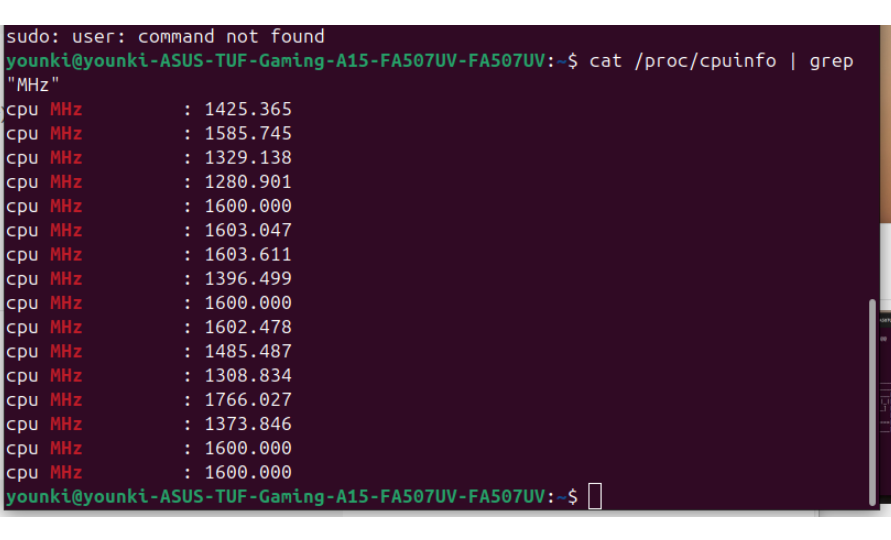 sudo: user: command not found
younki@younki-ASUS-TUF-Gaming-A15-FA507UV-FA507UV:~$ cat /proc/cpuinfo | grep
"MHz"
cpu MHz : 1425.365
cpu MHz : 1585.745
cpu MHz : 1329.138
cpu MHz : 1280.901
cpu MHz : 1600.000
cpu MHz : 1603.047
cpu MHz : 1603.611
cpu MHz : 1396.499
cpu MHz : 1600.000
cpu MHz : 1602.478
cpu MHz : 1485.487
cpu MHz : 1308.834
cpu MHz : 1766.027
cpu MHz : 1373.846
cpu MHz : 1600.000
cpu MHz : 1600.000
younki@younki-ASUS-TUF-Gaming-A15-FA507UV-FA507UV:~$